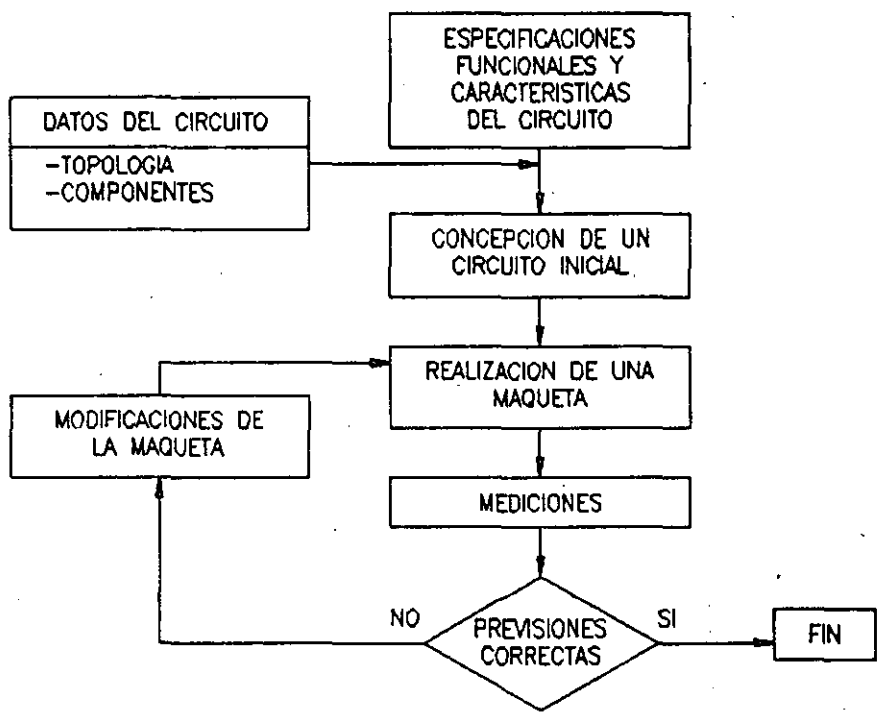 ESPECIFICACIONES
FUNCIONALES Y
CARACTERISTICAS
DEL CIRCUITO
DATOS DEL CIRCUITO
-TOPOLOGIA
-COMPONENTES
CONCEPCION DE UN
CIRCUITO INICIAL
REALIZACION DE UNA
MAQUETA
MODIFICACIONES DE
LA MAQUETA
MEDICIONES
NO
PREVISIONES
CORRECTAS
SI
FIN